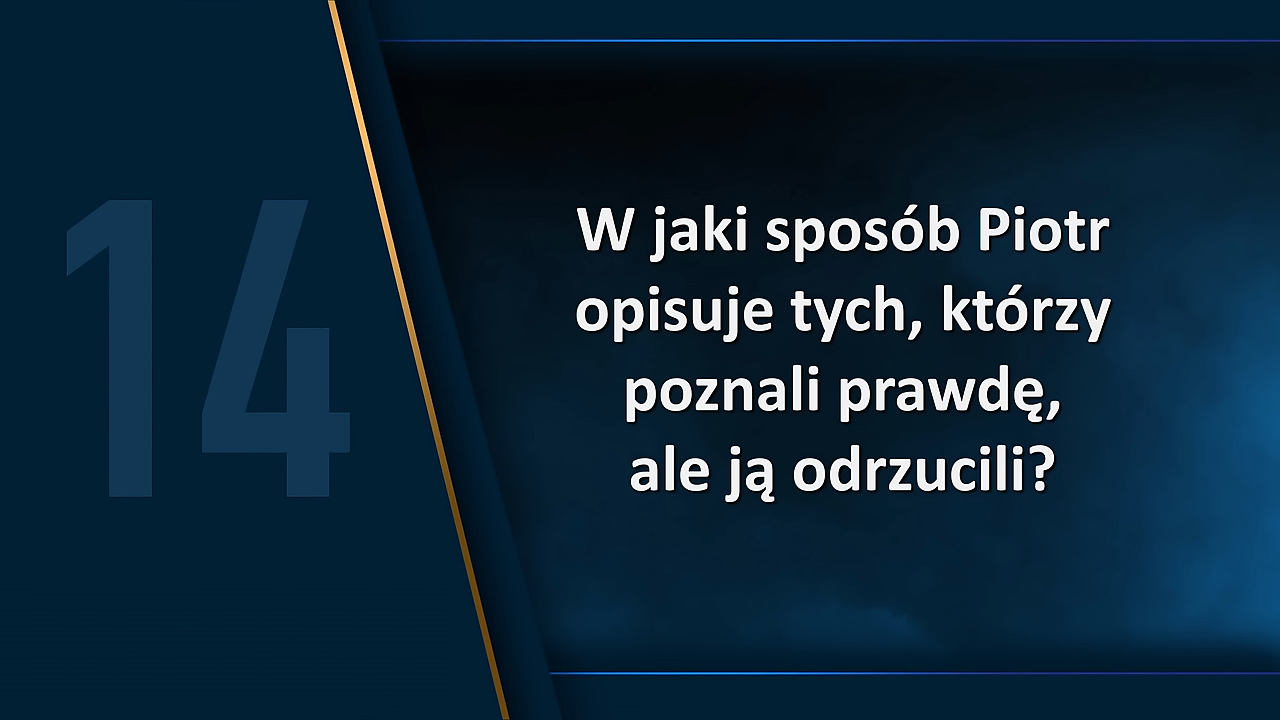 14
W jaki sposób Piotr
opisuje tych, którzy
poznali prawdę,
ale ją odrzucili?